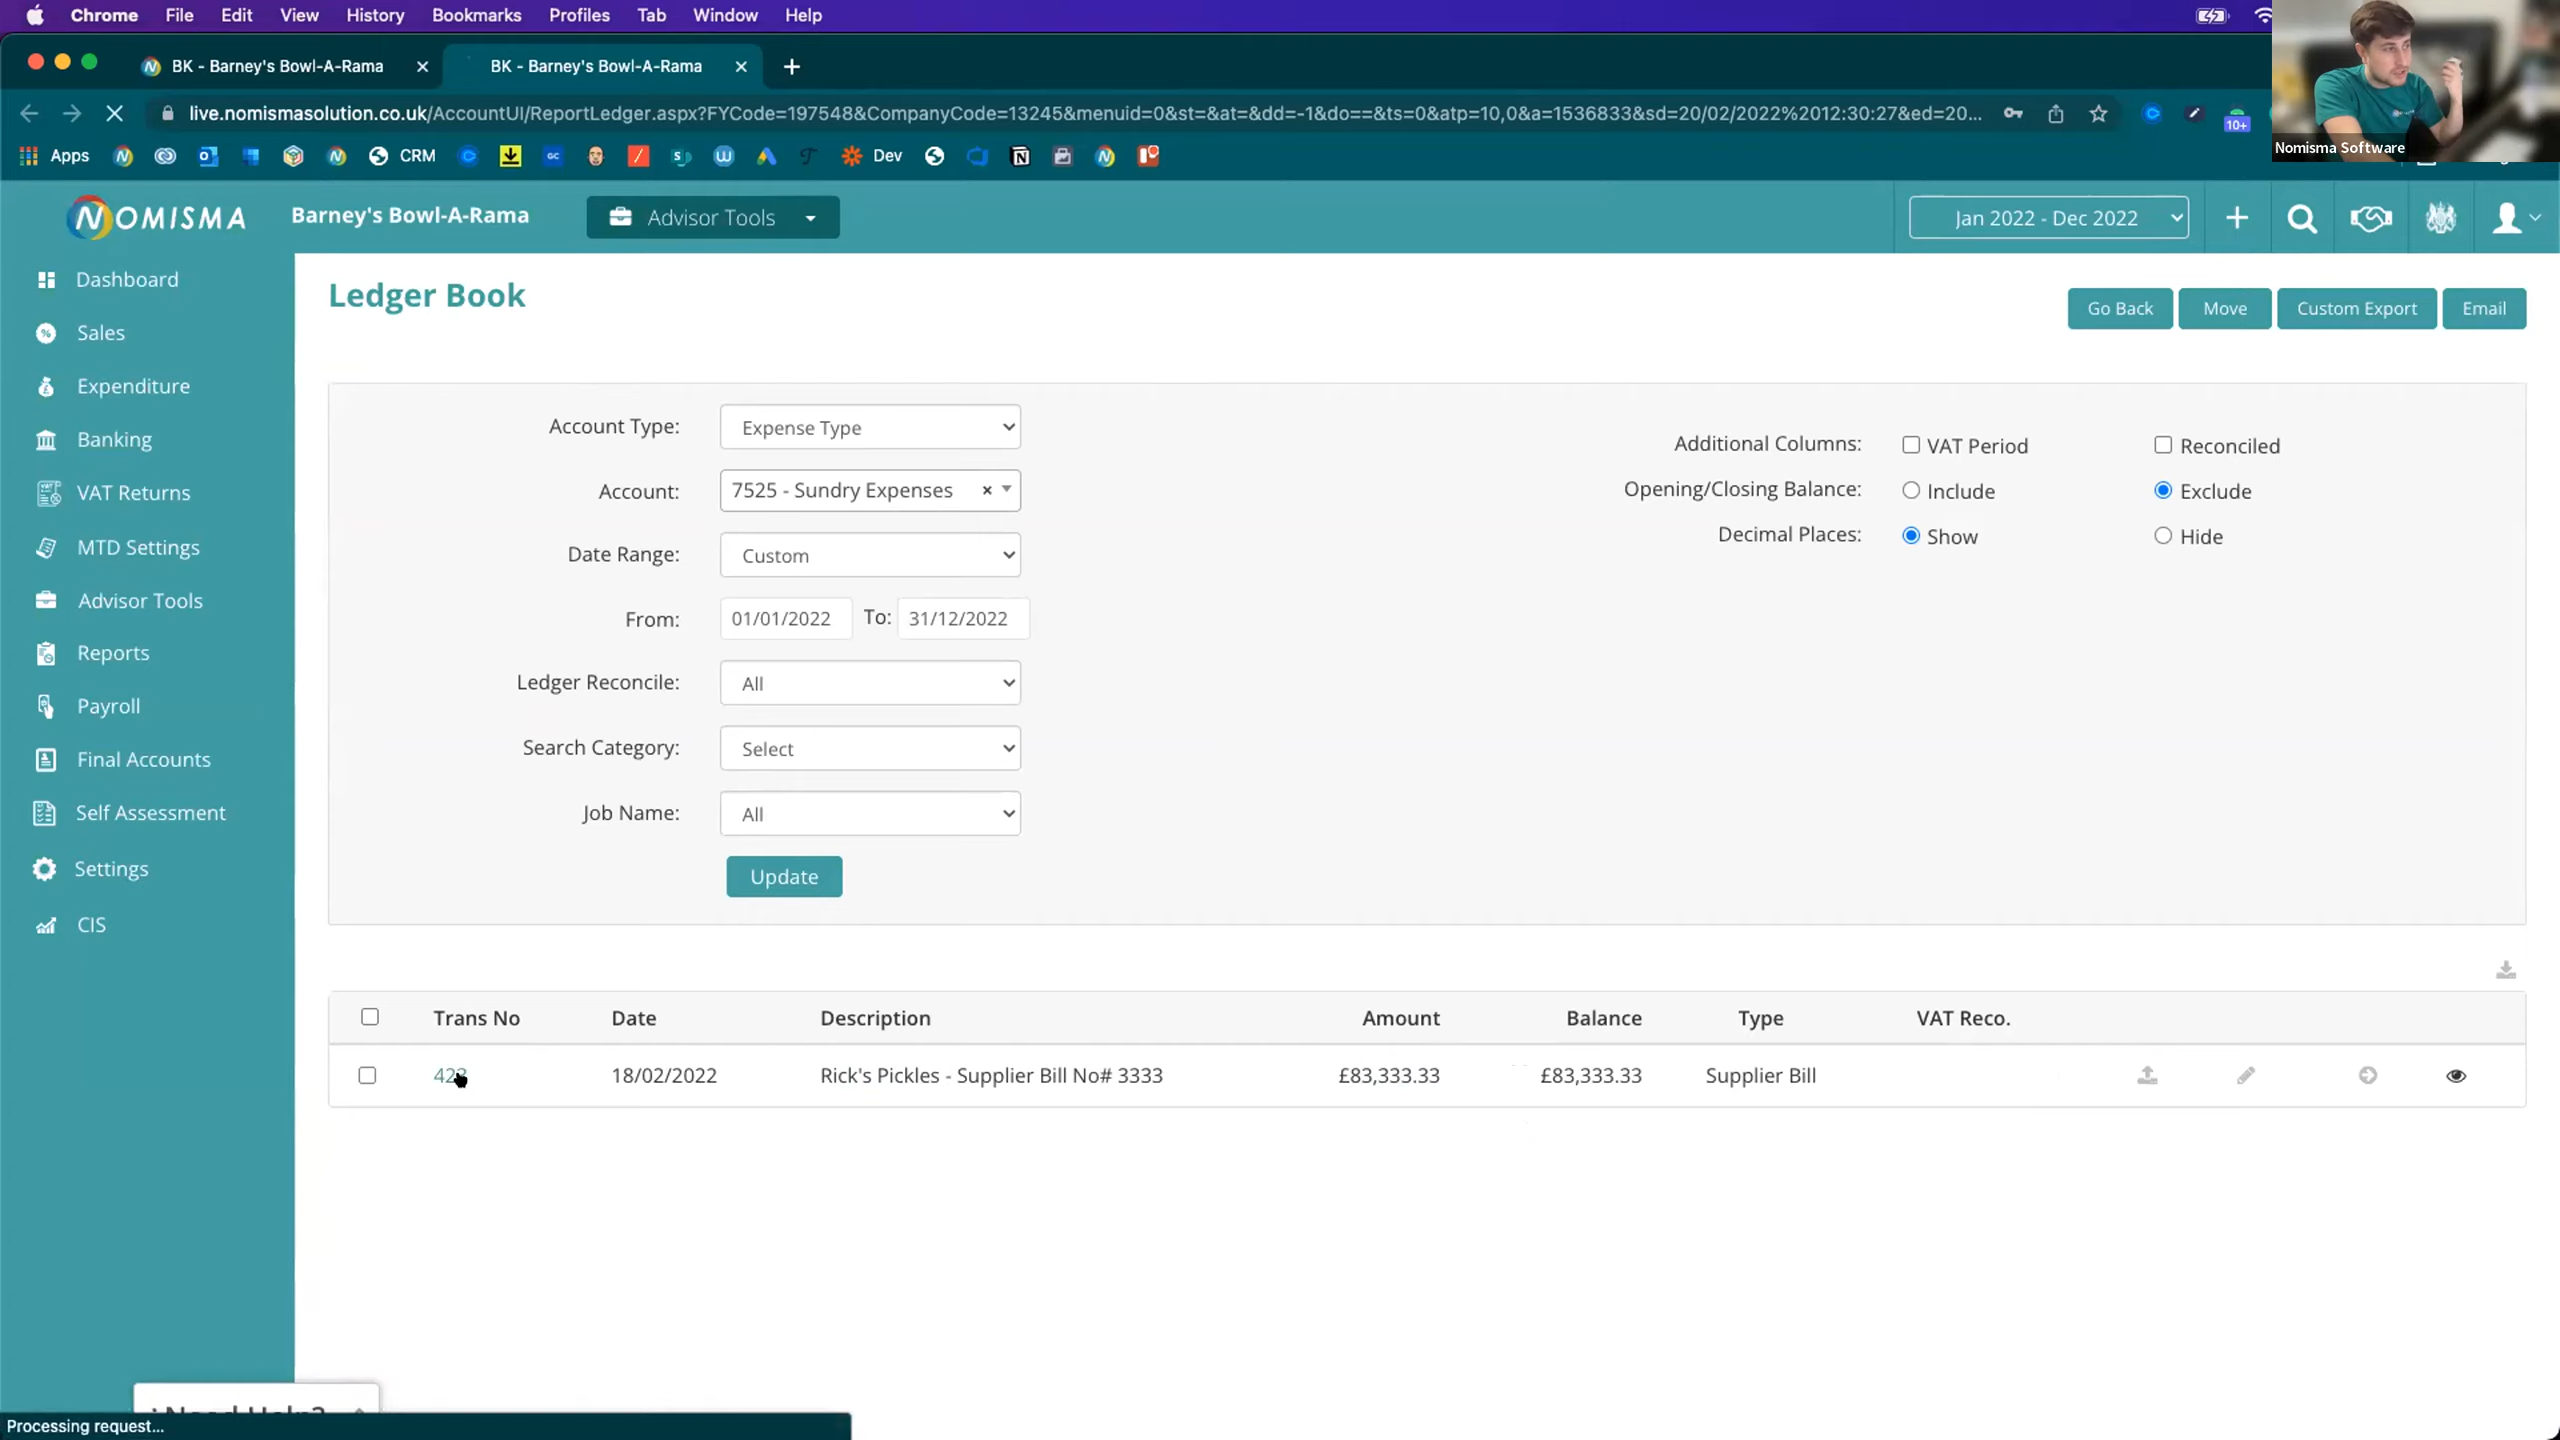 Chrome File Edit View History Bookmarks Profiles Tab Window Help
BK - Barney's Bowl-A-Rama
BK - Barney's Bowl-A-Rama
live.nomismasolution.co.uk/AccountUI/ReportLedger.aspx?FYCode=197548&CompanyCode=13245&menuid=0&st=&at=&dd=-1&do==&ts=0&atp=10,0&a=1536833&sd=20/02/2022%2012:30:27&ed=20...
10+
Nomisma Software
Apps CRM GC Dev
NOMISMA
Barney's Bowl-A-Rama
Advisor Tools
Jan 2022 - Dec 2022
Dashboard
Sales
Expenditure
Banking
VAT Returns
MTD Settings
Advisor Tools
Reports
Payroll
Final Accounts
Self Assessment
Settings
CIS
Ledger Book
Go Back Move Custom Export Email
Account Type: Expense Type
Account: 7525 - Sundry Expenses
Date Range: Custom
From: 01/01/2022 To: 31/12/2022
Ledger Reconcile: All
Search Category: Select
Job Name: All
Update
Additional Columns: VAT Period Reconciled
Opening/Closing Balance: Include Exclude
Decimal Places: Show Hide
Trans No Date Description Amount Balance Type VAT Reco.
18/02/2022 Rick's Pickles - Supplier Bill No# 3333 £83,333.33 £83,333.33 Supplier Bill
Need Help?
Processing request...